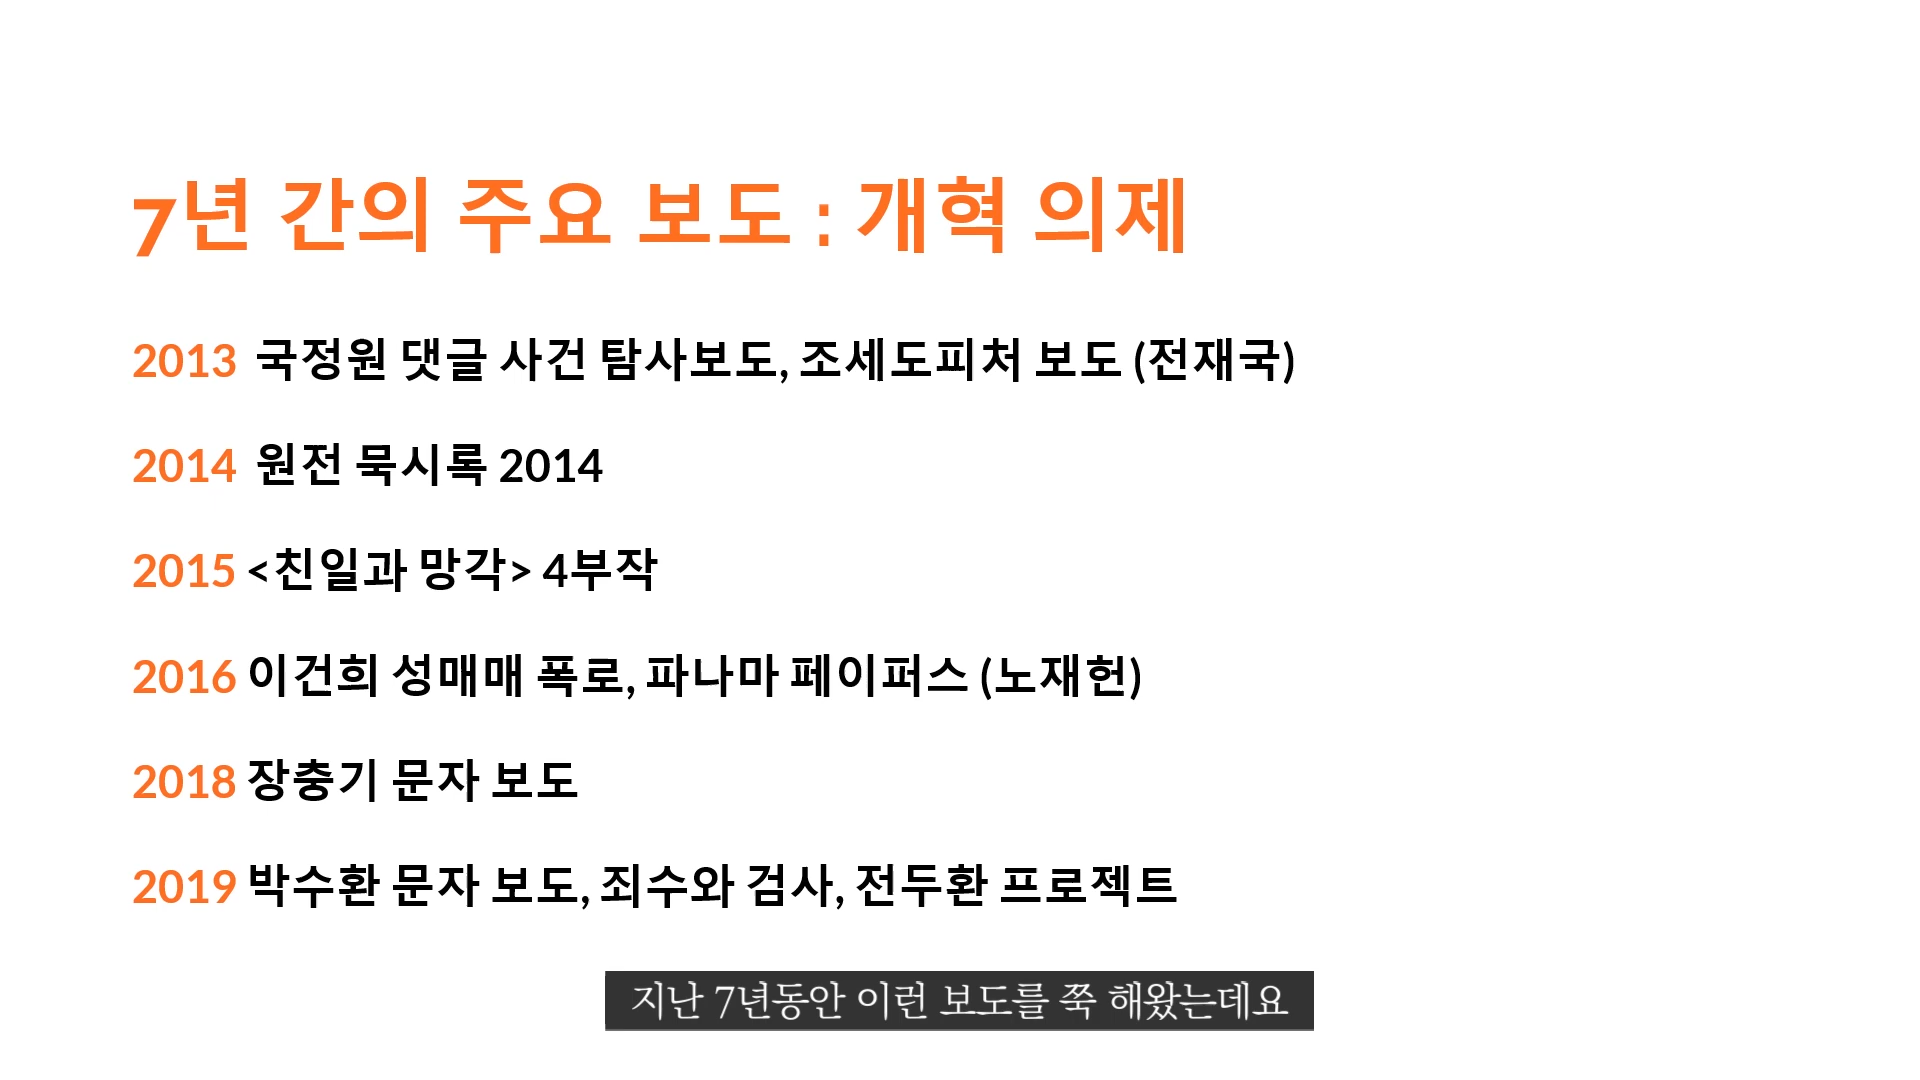 7년 간의 주요 보도 : 개혁 의제
2013 국정원 댓글 사건 탐사보도, 조세도피처 보도 (전재국)
2014 원전 묵시록 2014
2015 <친일과 망각> 4부작
2016 이건희 성매매 폭로, 파나마 페이퍼스 (노재헌)
2018 장충기 문자 보도
2019 박수환 문자 보도, 죄수와 검사, 전두환 프로젝트
지난 7년동안 이런 보도를 쭉 해왔는데요